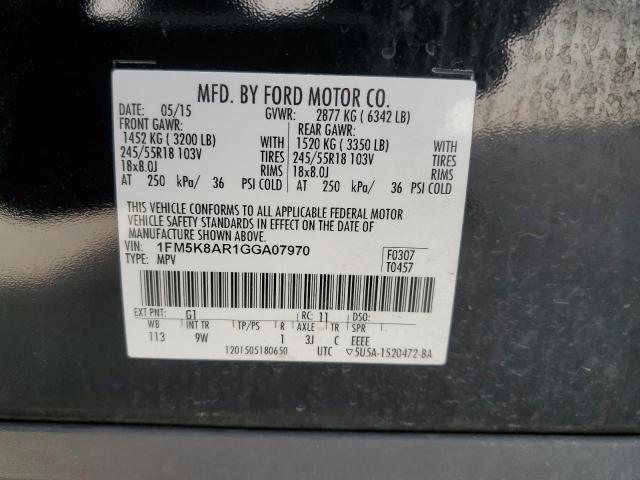 MFD. BY FORD MOTOR CO.
DATE: 05/15 GVWR: 2877 KG ( 6342 LB)
FRONT GAWR: REAR GAWR:
1452 KG ( 3200 LB) WITH 1520 KG ( 3350 LB) WITH
245/55R18 103V TIRES 245/55R18 103V TIRES
18x8.0J RIMS 18x8.0J RIMS
AT 250 kPa/ 36 PSI COLD AT 250 kPa/ 36 PSI COLD
THIS VEHICLE CONFORMS TO ALL APPLICABLE FEDERAL MOTOR
VEHICLE SAFETY STANDARDS IN EFFECT ON THE DATE OF
MANUFACTURE SHOWN ABOVE.
VIN: 1FM5K8AR1GGA07970 F0307
TYPE: MPV T0457
EXT PNT: G1 RC: 11 DSO:
WB INT TR TP/PS R AXLE TR SPR
113 9W 1 3J C EEEE
1201505180650 UTC ▽5U5A-1520472-BA